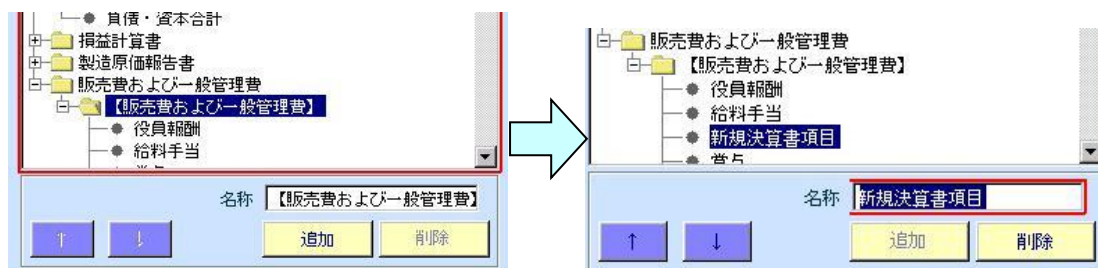 負債・資本合計
損益計算書
製造原価報告書
販売費および一般管理費
【販売費および一般管理費】
役員報酬
給料手当
名称 【販売費および一般管理費】
↑ ↓ 追加 削除
販売費および一般管理費
【販売費および一般管理費】
役員報酬
給料手当
新規決算書項目
賞与
名称 新規決算書項目
↑ ↓ 追加 削除